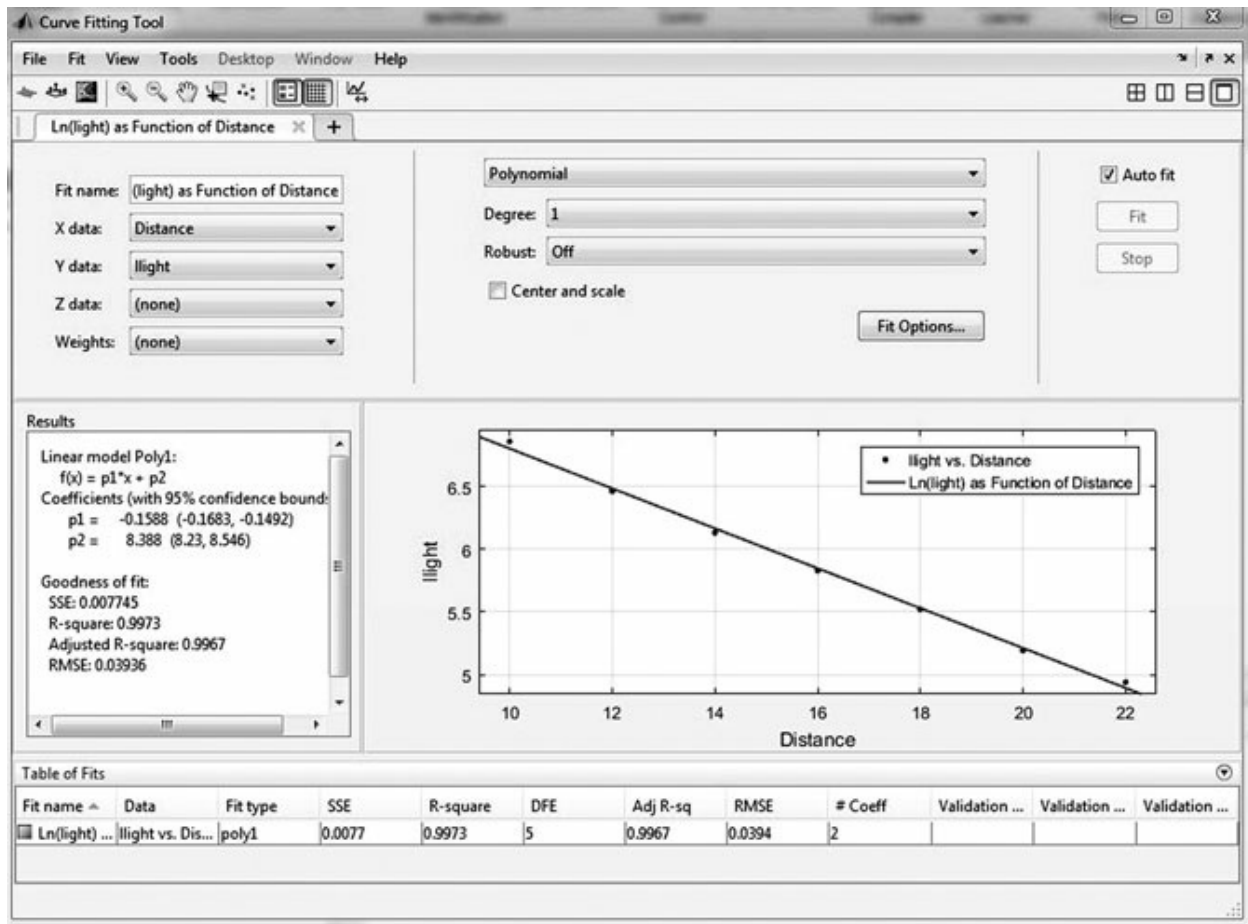 Curve Fitting Tool
File Fit View Tools Desktop Window Help
Ln(light) as Function of Distance
Fit name: (light) as Function of Distance
X data: Distance
Y data: llight
Z data: (none)
Weights: (none)
Polynomial
Degree: 1
Robust: Off
Center and scale
Fit Options...
Auto fit
Fit
Stop
Results
Linear model Poly1:
f(x) = p1*x + p2
Coefficients (with 95% confidence bound:
p1 = -0.1588 (-0.1683, -0.1492)
p2 = 8.388 (8.23, 8.546)
Goodness of fit:
SSE: 0.007745
R-square: 0.9973
Adjusted R-square: 0.9967
RMSE: 0.03936
llight vs. Distance
Ln(light) as Function of Distance
6.5
6
5.5
5
llight
10 12 14 16 18 20 22
Distance
Table of Fits
Fit name Data Fit type SSE R-square DFE Adj R-sq RMSE # Coeff Validation ... Validation ... Validation ...
Ln(light) ... llight vs. Dis... poly1 0.0077 0.9973 5 0.9967 0.0394 2